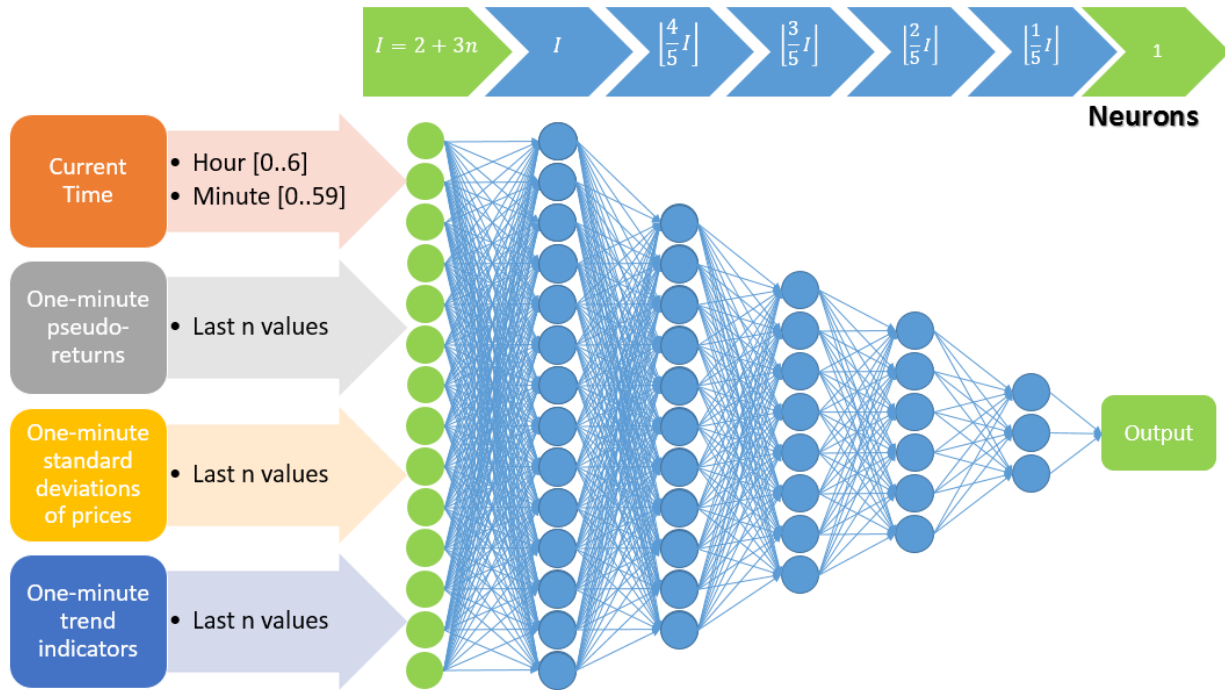 I = 2 + 3n
I
⌊4/5 I⌋
⌊3/5 I⌋
⌊2/5 I⌋
⌊1/5 I⌋
1
Neurons
Current
Time
• Hour [0..6]
• Minute [0..59]
One-minute
pseudo-
returns
• Last n values
One-minute
standard
deviations
of prices
• Last n values
One-minute
trend
indicators
• Last n values
Output